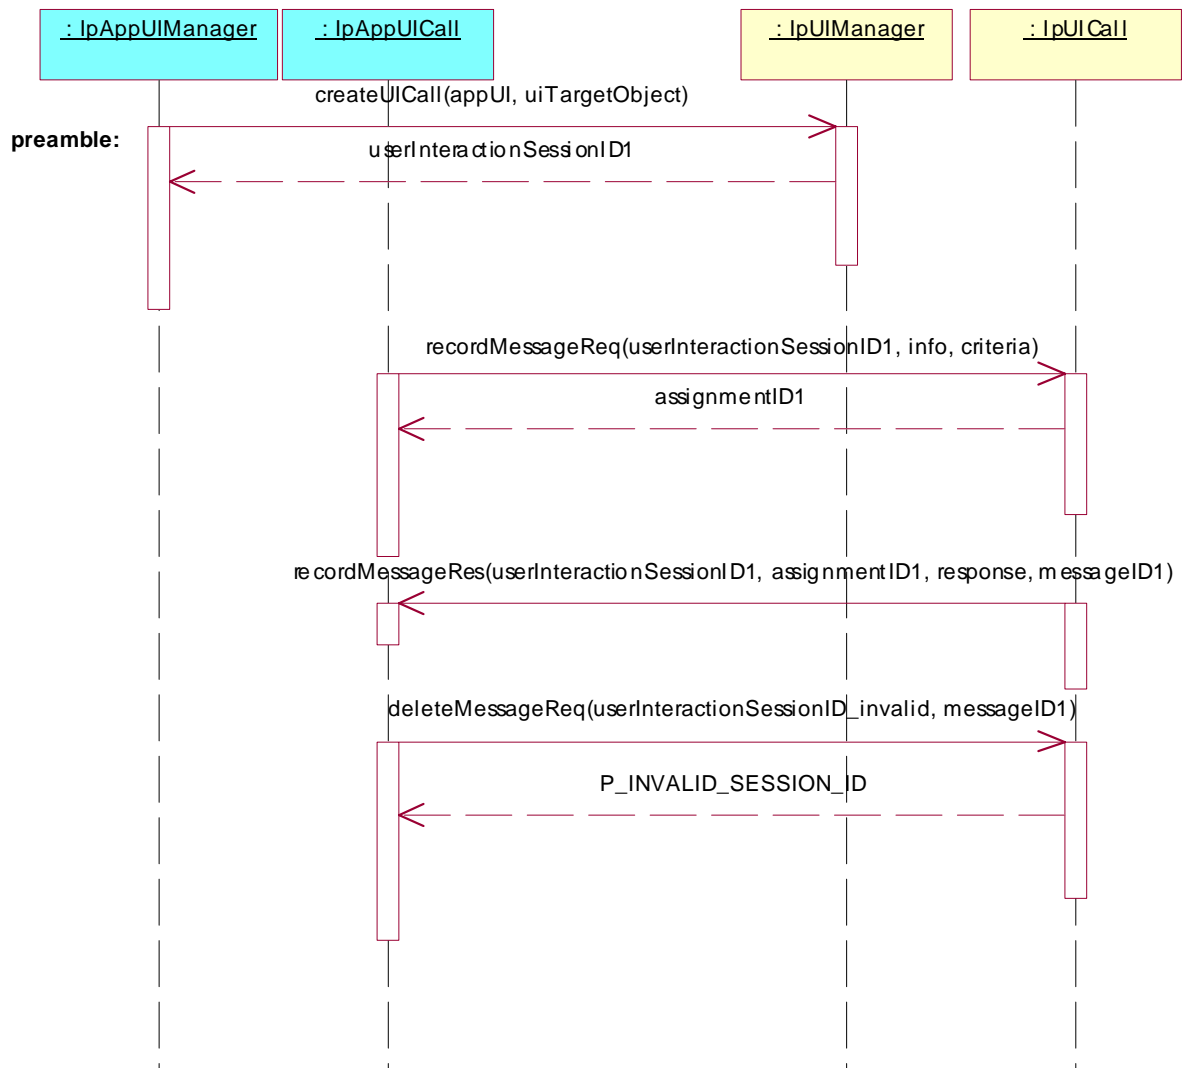 : IpAppUIManager
: IpAppUICall
: IpUIManager
: IpUICall
createUICall(appUI, uiTargetObject)
preamble:
userInteractionSessionID1
recordMessageReq(userInteractionSessionID1, info, criteria)
assignmentID1
recordMessageRes(userInteractionSessionID1, assignmentID1, response, messageID1)
deleteMessageReq(userInteractionSessionID_invalid, messageID1)
P_INVALID_SESSION_ID